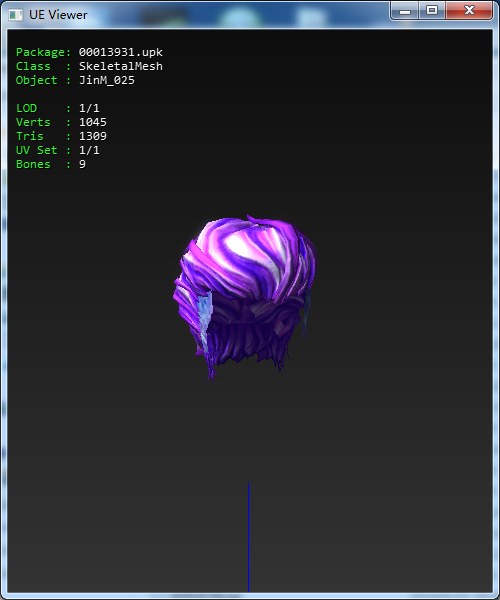 UE Viewer
Package: 00013931.upk
Class : SkeletalMesh
Object : JinM_025
LOD : 1/1
Verts : 1045
Tris : 1309
UV Set : 1/1
Bones : 9